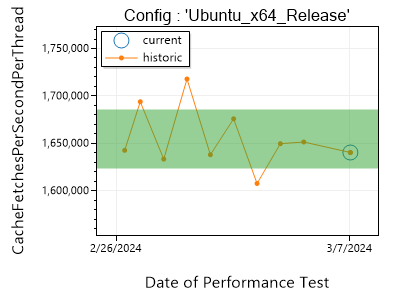 Config : 'Ubuntu_x64_Release'
current
historic
CacheFetchesPerSecondPerThread
1,750,000
1,700,000
1,650,000
1,600,000
2/26/2024
3/7/2024
Date of Performance Test